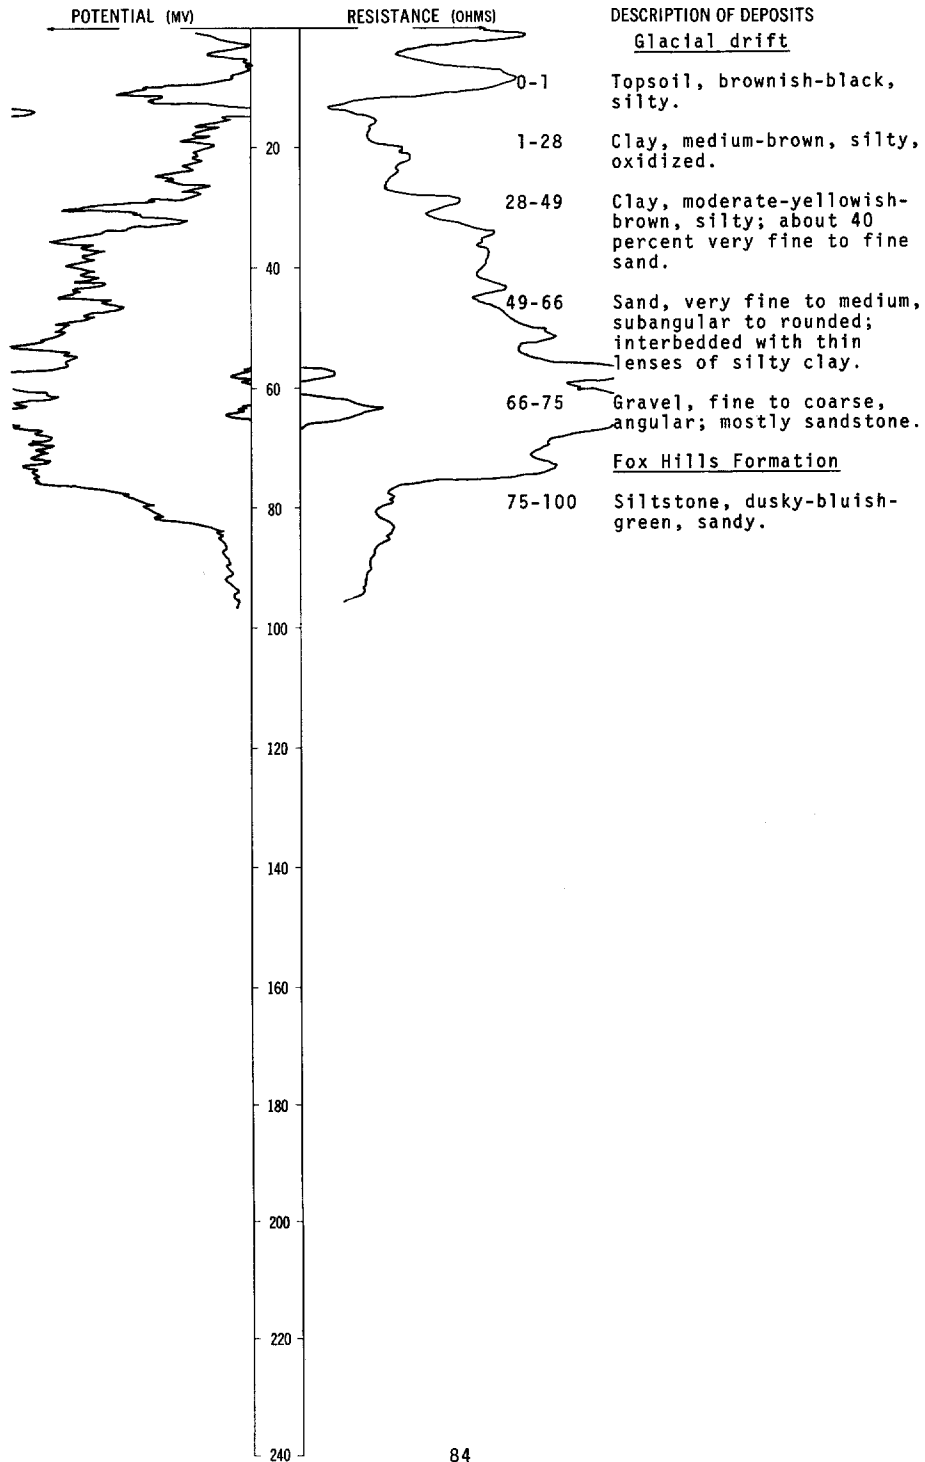 POTENTIAL (MV)
RESISTANCE (OHMS)
DESCRIPTION OF DEPOSITS
Glacial drift
0-1 Topsoil, brownish-black,
silty.
1-28 Clay, medium-brown, silty,
oxidized.
28-49 Clay, moderate-yellowish-
brown, silty; about 40
percent very fine to fine
sand.
49-66 Sand, very fine to medium,
subangular to rounded;
interbedded with thin
lenses of silty clay.
66-75 Gravel, fine to coarse,
angular; mostly sandstone.
Fox Hills Formation
75-100 Siltstone, dusky-bluish-
green, sandy.
20
40
60
80
100
120
140
160
180
200
220
240
84